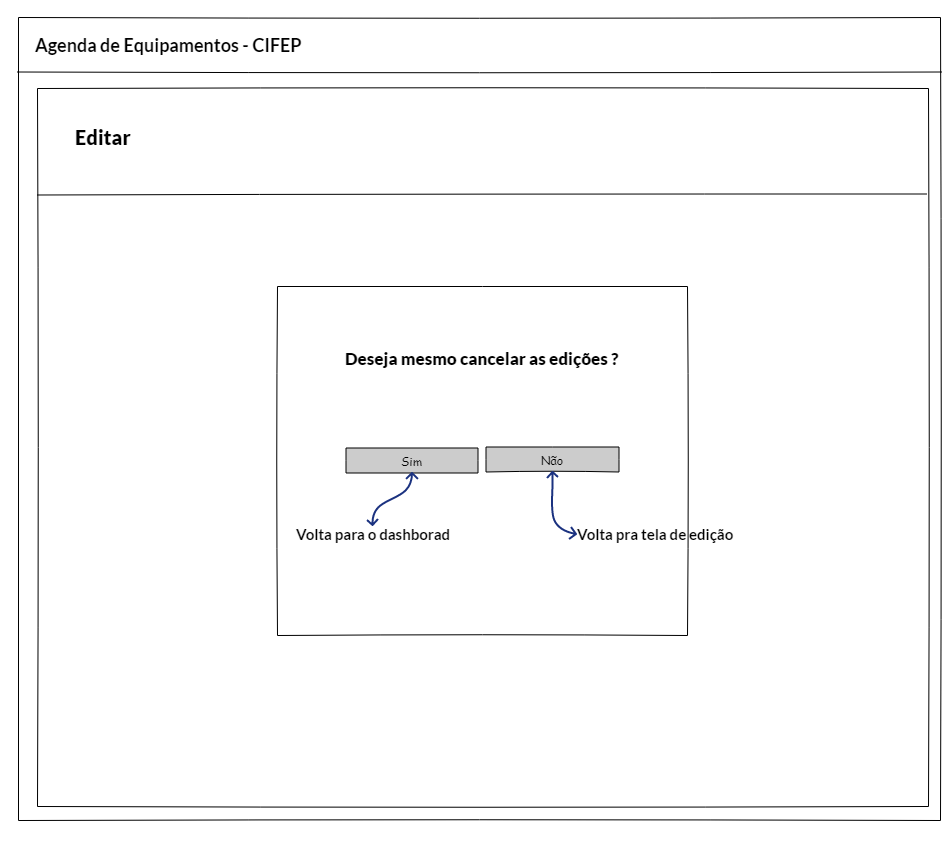 Agenda de Equipamentos - CIFEP
Editar
Deseja mesmo cancelar as edições ?
Sim
Não
Volta para o dashborad
Volta pra tela de edição